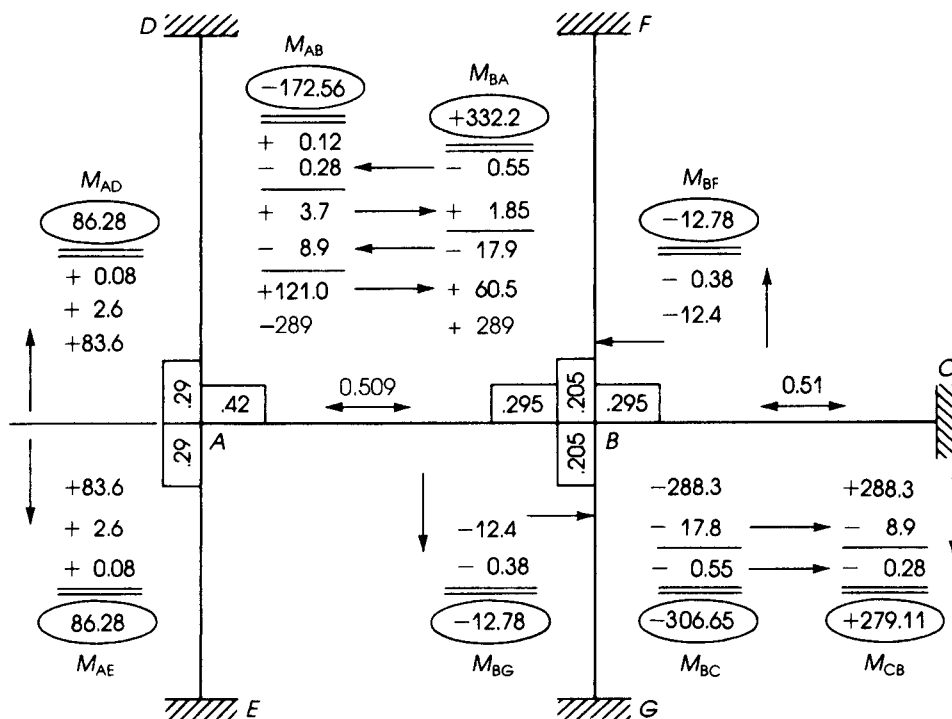 D
F
M_AB
−172.56
M_BA
+332.2
+ 0.12
− 0.28
− 0.55
M_AD
86.28
M_BF
−12.78
+ 3.7
+ 1.85
− 8.9
− 17.9
+ 0.08
+121.0
+ 60.5
− 0.38
+ 2.6
−289
+ 289
−12.4
+83.6
.29
.42
0.509
.295
.205
.295
0.51
C
.29
A
.205
B
+83.6
−288.3
+288.3
+ 2.6
−12.4
− 17.8
− 8.9
+ 0.08
− 0.38
− 0.55
− 0.28
86.28
−12.78
−306.65
+279.11
M_AE
M_BG
M_BC
M_CB
E
G